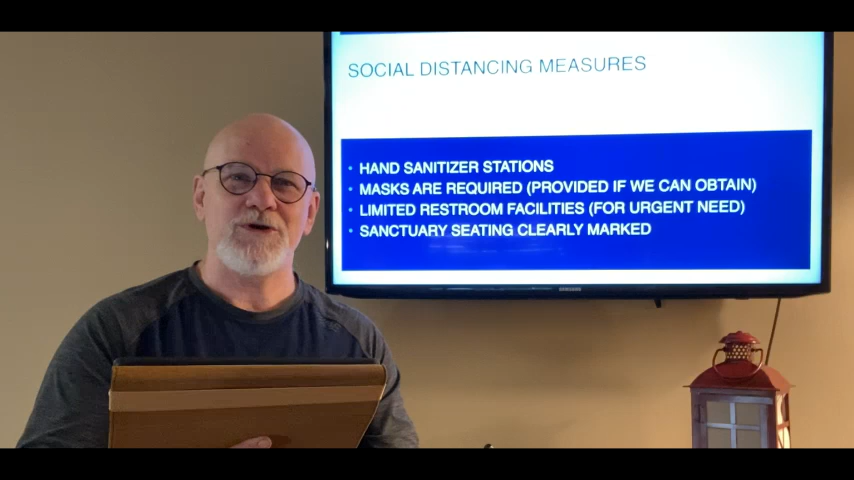 SOCIAL DISTANCING MEASURES
• HAND SANITIZER STATIONS
• MASKS ARE REQUIRED (PROVIDED IF WE CAN OBTAIN)
• LIMITED RESTROOM FACILITIES (FOR URGENT NEED)
• SANCTUARY SEATING CLEARLY MARKED
SAMSUNG